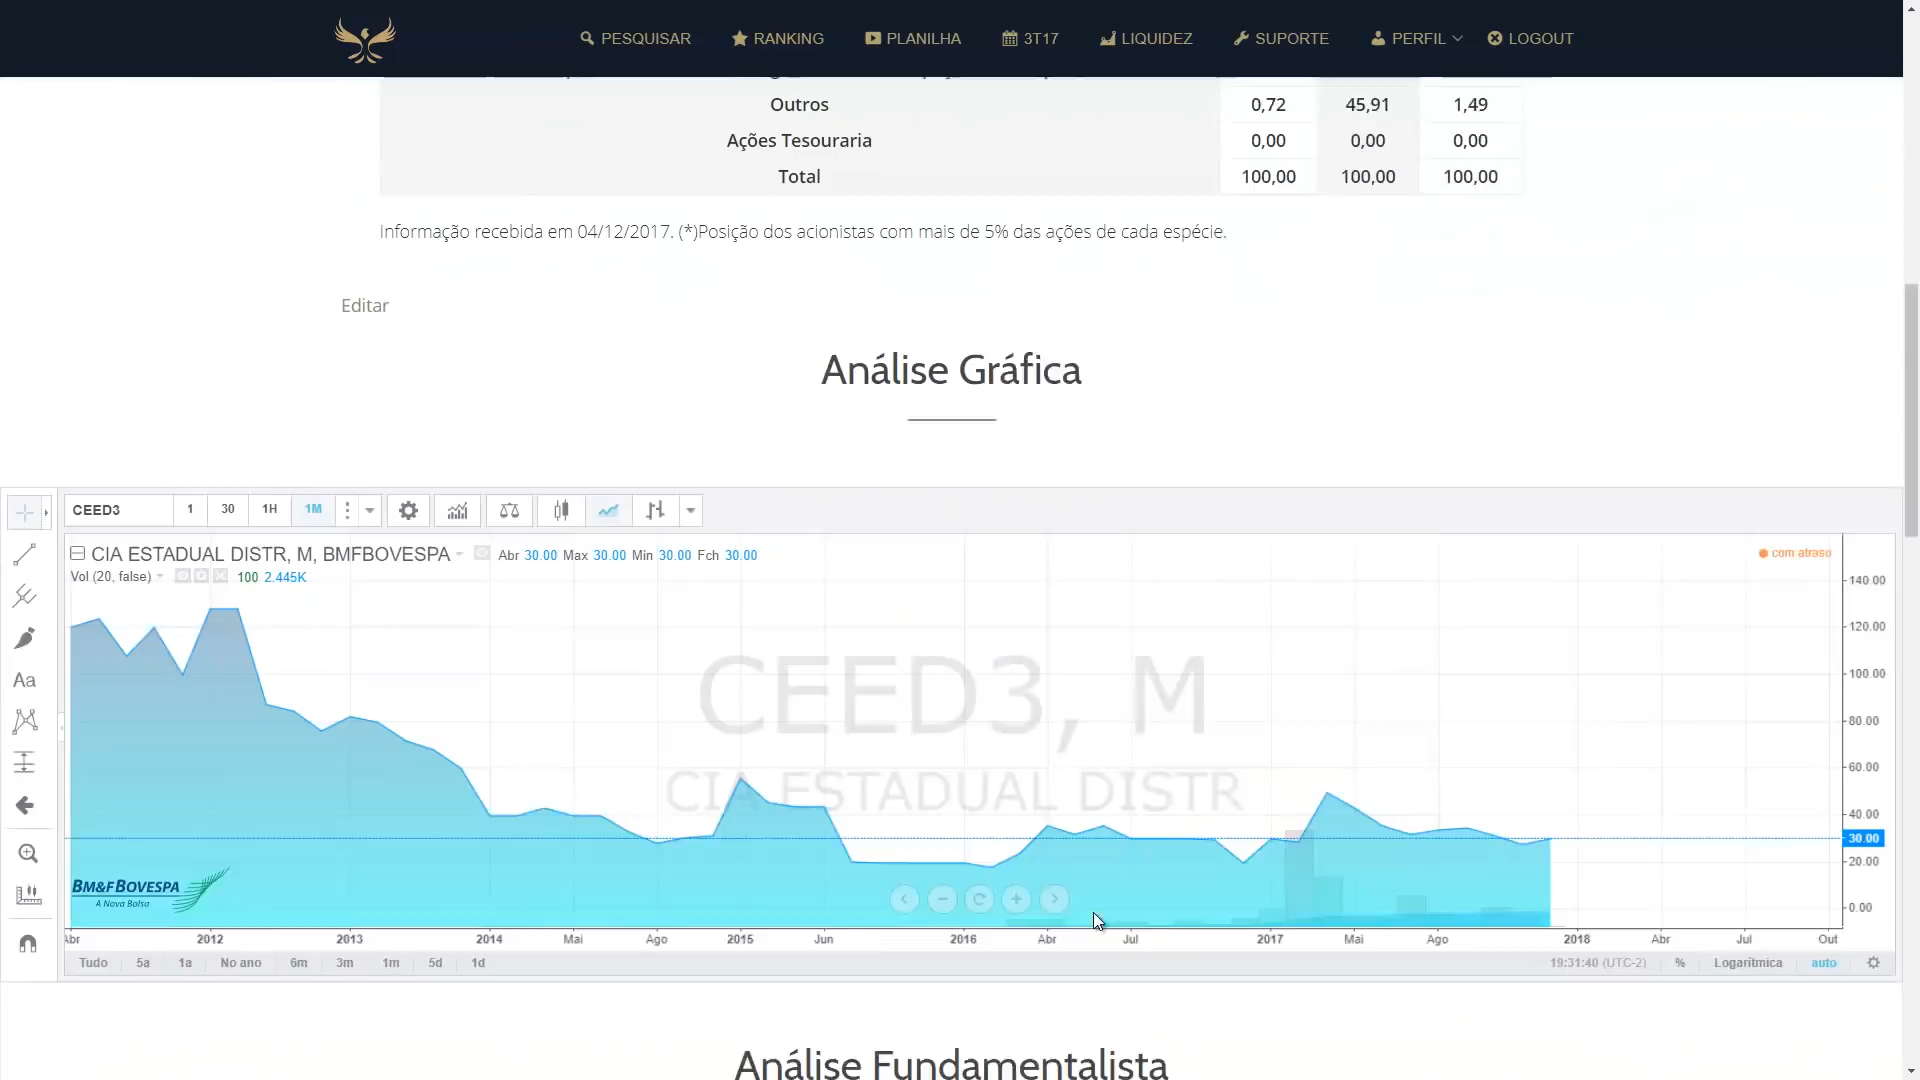 PESQUISAR RANKING PLANILHA 3T17 LIQUIDEZ SUPORTE PERFIL LOGOUT
Outros 0,72 45,91 1,49
Ações Tesouraria 0,00 0,00 0,00
Total 100,00 100,00 100,00
Informação recebida em 04/12/2017. (*)Posição dos acionistas com mais de 5% das ações de cada espécie.
Editar
Análise Gráfica
CEED3 1 30 1H 1M
CIA ESTADUAL DISTR, M, BMFBOVESPA Abr 30.00 Max 30.00 Min 30.00 Fch 30.00
com atraso
Vol (20, false) 100 2.445K
140.00
120.00
100.00
80.00
60.00
40.00
30.00
20.00
0.00
CEED3, M
CIA ESTADUAL DISTR
Aa
BM&FBOVESPA
A Nova Bolsa
Abr 2012 2013 2014 Mai Ago 2015 Jun 2016 Abr Jul 2017 Mai Ago 2018 Abr Jul Out
Tudo 5a 1a No ano 6m 3m 1m 5d 1d 19:31:40 (UTC-2) % Logarítmica auto
Análise Fundamentalista